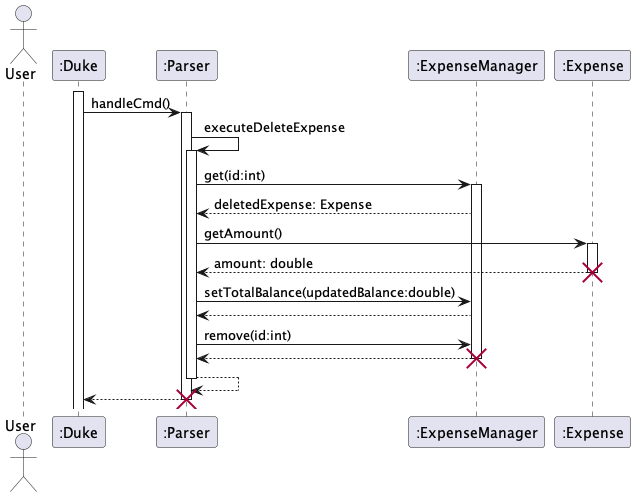 User
:Duke
:Parser
:ExpenseManager
:Expense
handleCmd()
executeDeleteExpense
get(id:int)
deletedExpense: Expense
getAmount()
amount: double
setTotalBalance(updatedBalance:double)
remove(id:int)
User
:Duke
:Parser
:ExpenseManager
:Expense